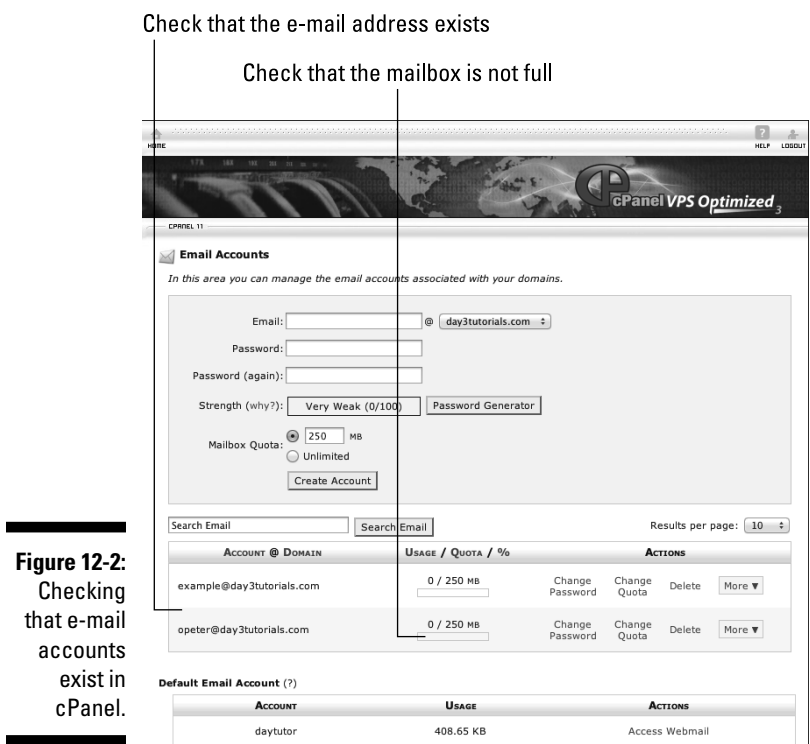 Check that the e-mail address exists
Check that the mailbox is not full
HOME
?
HELP LOGOUT
cPanel VPS Optimized 3
CPANEL 11
Email Accounts
In this area you can manage the email accounts associated with your domains.
Email: @ day3tutorials.com
Password:
Password (again):
Strength (why?): Very Weak (0/100) Password Generator
Mailbox Quota: 250 MB
Unlimited
Create Account
Search Email Search Email Results per page: 10
ACCOUNT @ DOMAIN USAGE / QUOTA / % ACTIONS
example@day3tutorials.com 0 / 250 MB Change Password Change Quota Delete More ▼
opeter@day3tutorials.com 0 / 250 MB Change Password Change Quota Delete More ▼
Default Email Account (?)
ACCOUNT USAGE ACTIONS
daytutor 408.65 KB Access Webmail
Figure 12-2:
Checking
that e-mail
accounts
exist in
cPanel.